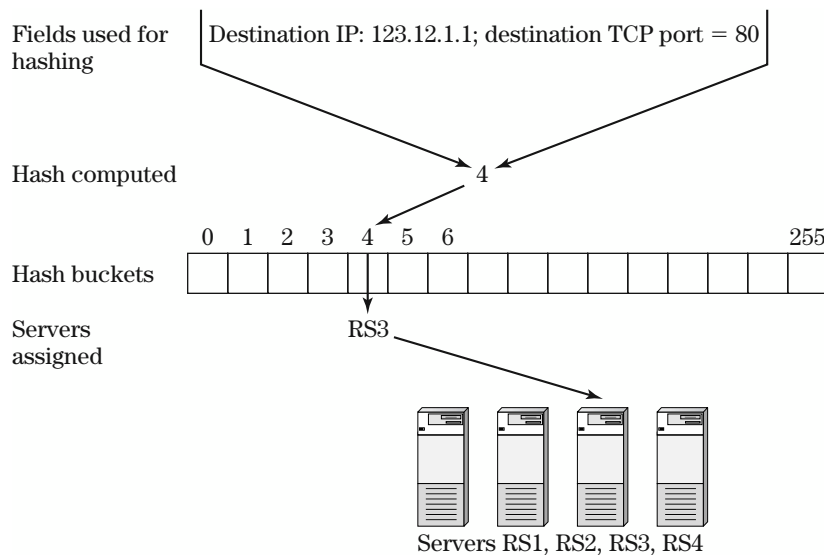 Fields used for
hashing
Destination IP: 123.12.1.1; destination TCP port = 80
Hash computed
4
0 1 2 3 4 5 6 255
Hash buckets
Servers
assigned
RS3
Servers RS1, RS2, RS3, RS4